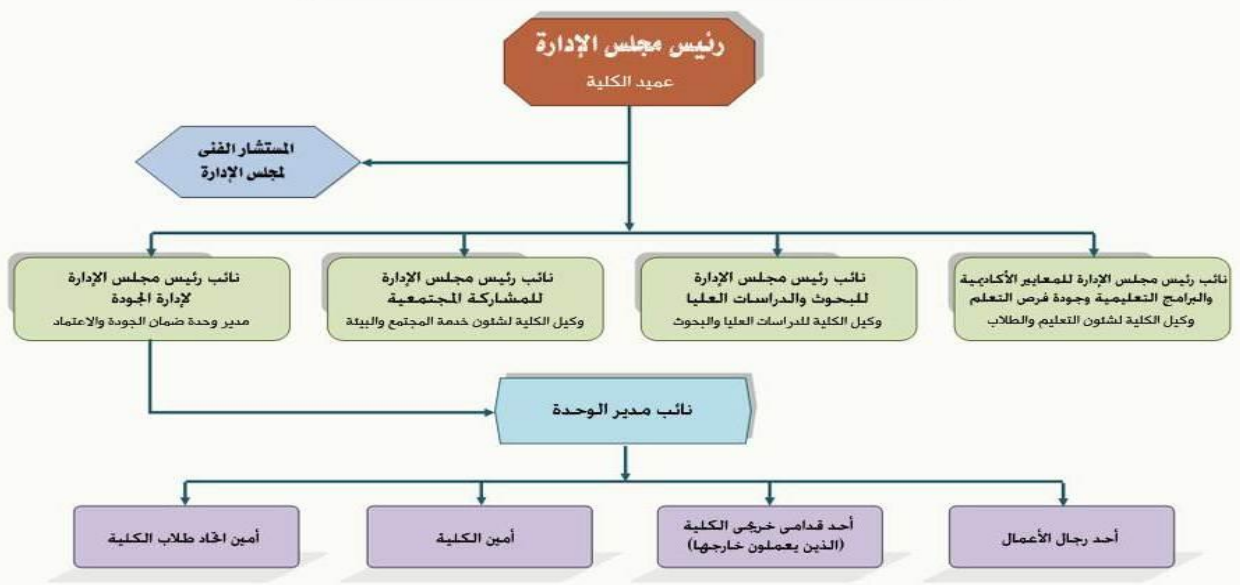 رئيس مجلس الإدارة
عميد الكلية
المستشار الفنى
لمجلس الإدارة
نائب رئيس مجلس الإدارة للمعايير الأكاديمية
والبرامج التعليمية وجودة فرص التعلم
وكيل الكلية لشئون التعليم والطلاب
نائب رئيس مجلس الإدارة
للبحوث والدراسات العليا
وكيل الكلية للدراسات العليا والبحوث
نائب رئيس مجلس الإدارة
للمشاركة المجتمعية
وكيل الكلية لشئون خدمة المجتمع والبيئة
نائب رئيس مجلس الإدارة
لإدارة الجودة
مدير وحدة ضمان الجودة والاعتماد
نائب مدير الوحدة
أحد رجال الأعمال
أحد قدامى خريجى الكلية
(الذين يعملون خارجها)
أمين الكلية
أمين اتحاد طلاب الكلية